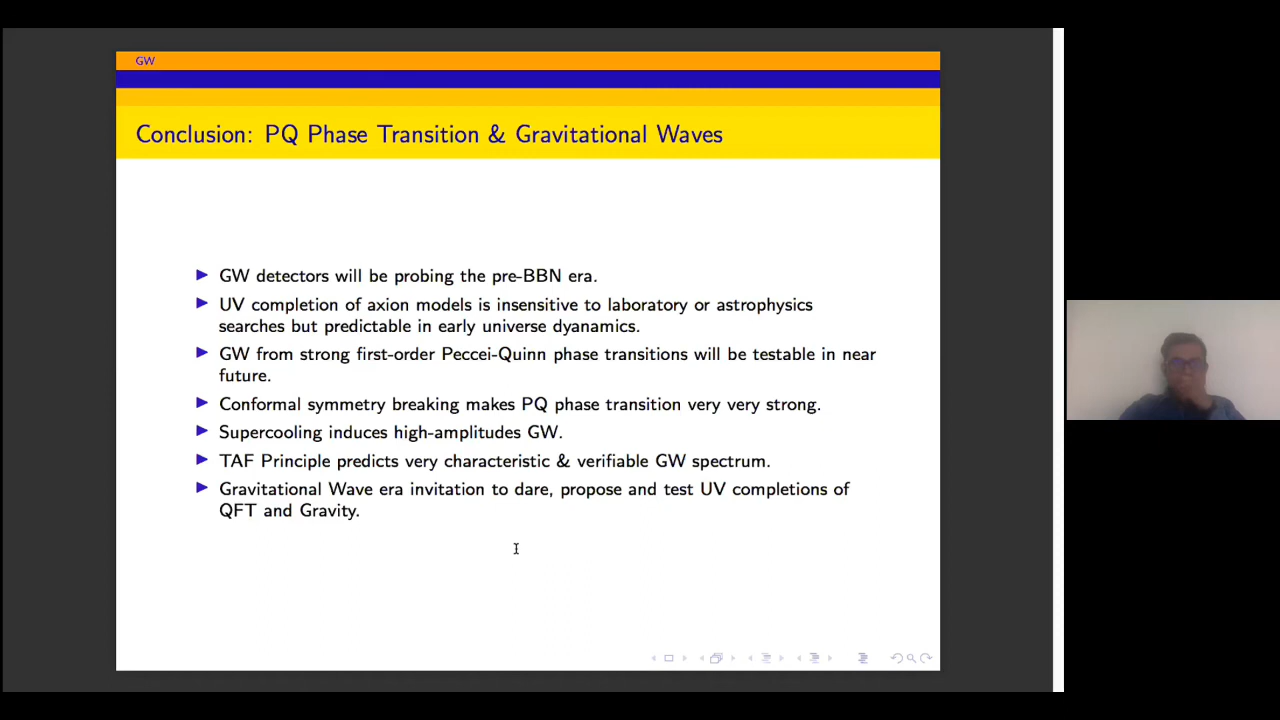 GW
Conclusion: PQ Phase Transition & Gravitational Waves
GW detectors will be probing the pre-BBN era.
UV completion of axion models is insensitive to laboratory or astrophysics
searches but predictable in early universe dyanamics.
GW from strong first-order Peccei-Quinn phase transitions will be testable in near
future.
Conformal symmetry breaking makes PQ phase transition very very strong.
Supercooling induces high-amplitudes GW.
TAF Principle predicts very characteristic & verifiable GW spectrum.
Gravitational Wave era invitation to dare, propose and test UV completions of
QFT and Gravity.